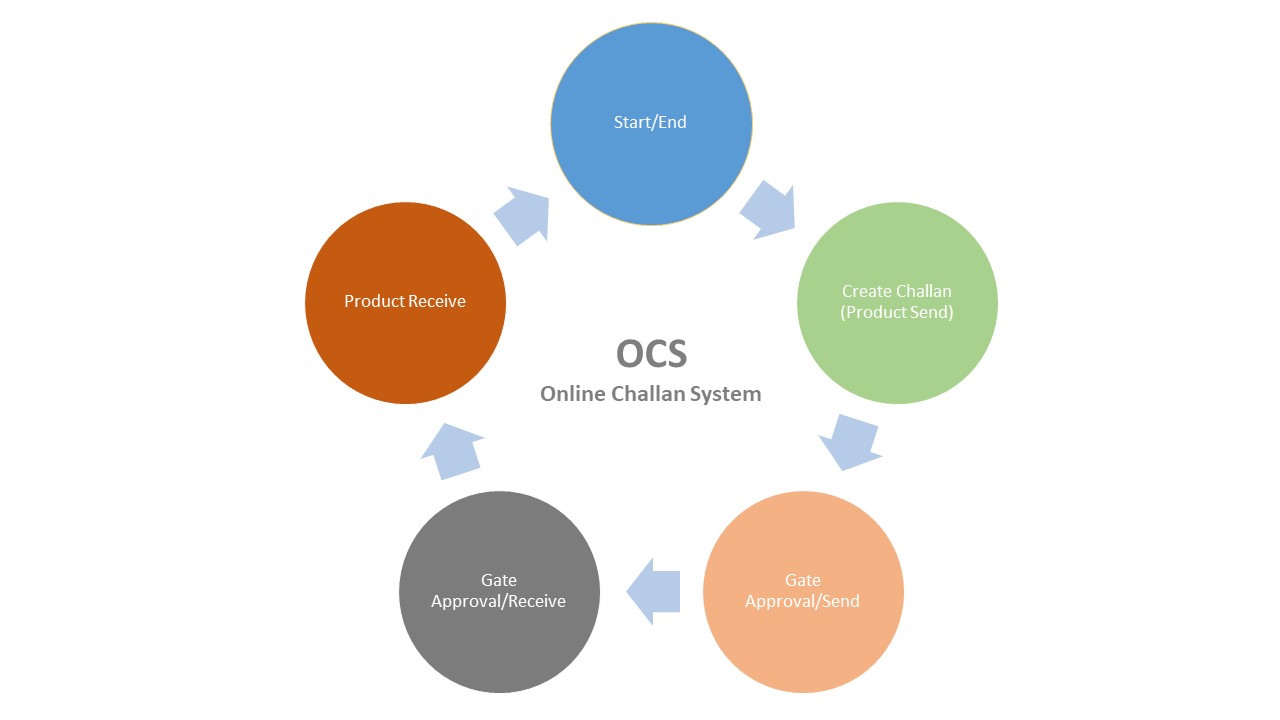 Start/End
Create Challan
(Product Send)
Gate
Approval/Send
Gate
Approval/Receive
Product Receive
OCS
Online Challan System